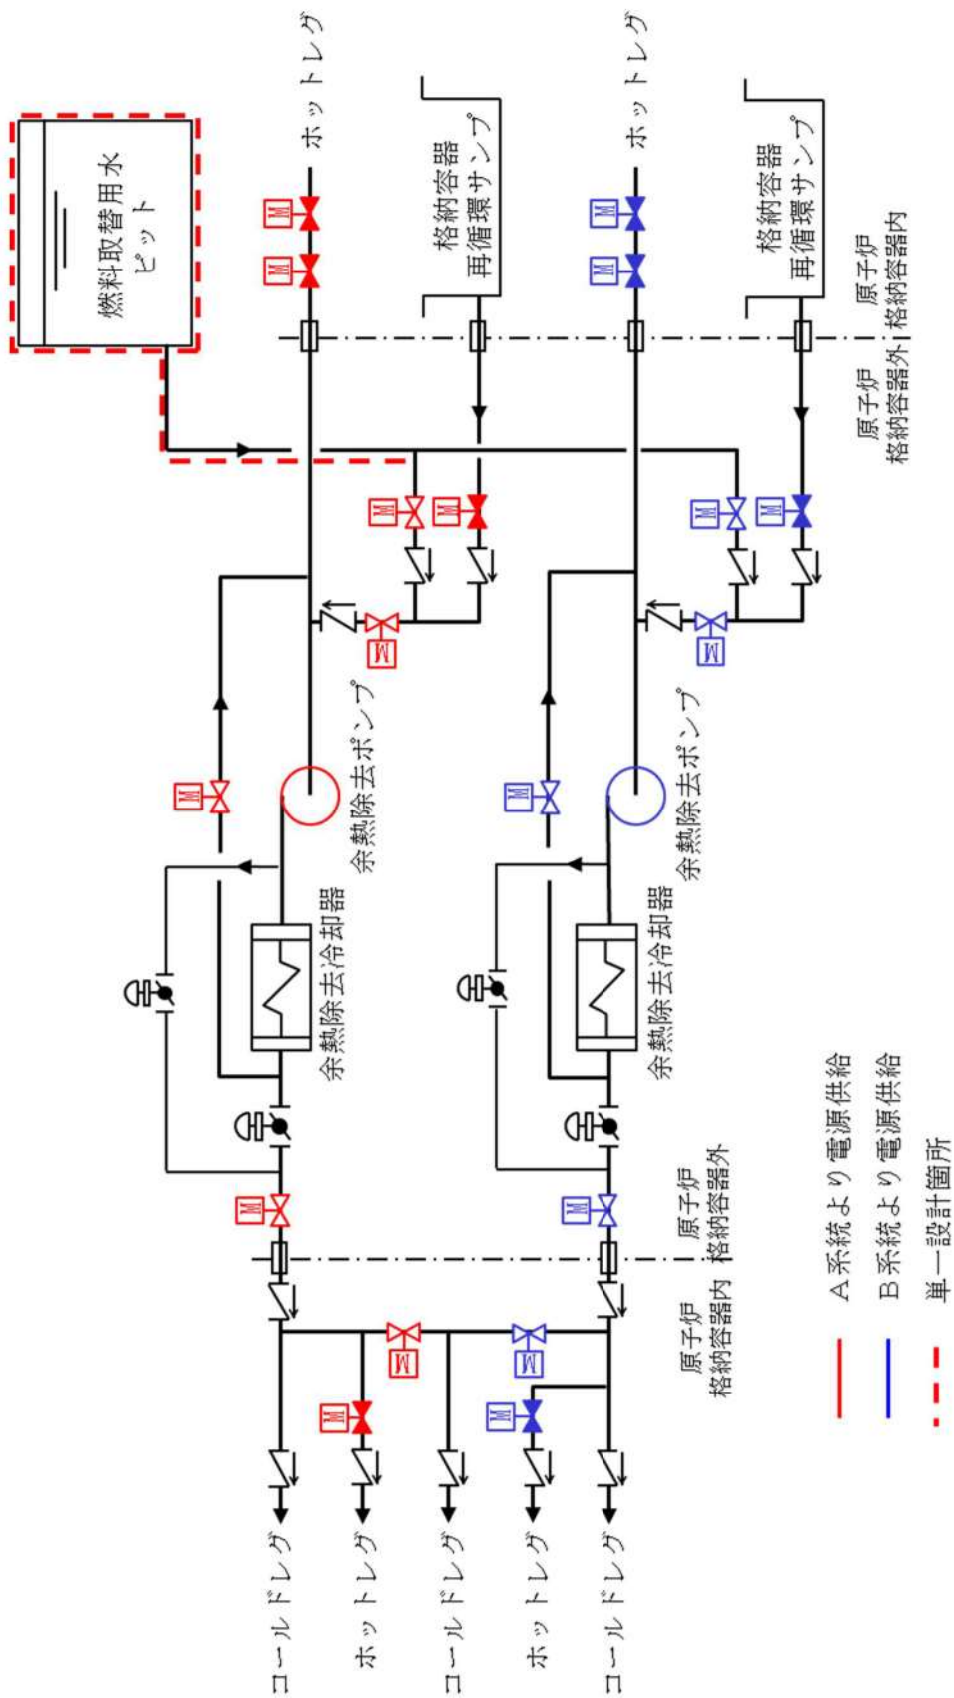 燃料取替用水
ピット
ホットレグ
M
M
格納容器
再循環サンプ
ホットレグ
M
M
格納容器
再循環サンプ
原子炉
格納容器内
原子炉
格納容器外
M
M
M
M
M
M
余熱除去ポンプ
余熱除去ポンプ
M
M
余熱除去冷却器
余熱除去冷却器
M
M
原子炉
格納容器外
原子炉
格納容器内
M
M
M
M
コールドレグ
ホットレグ
コールドレグ
ホットレグ
コールドレグ
A系統より電源供給
B系統より電源供給
単一設計箇所